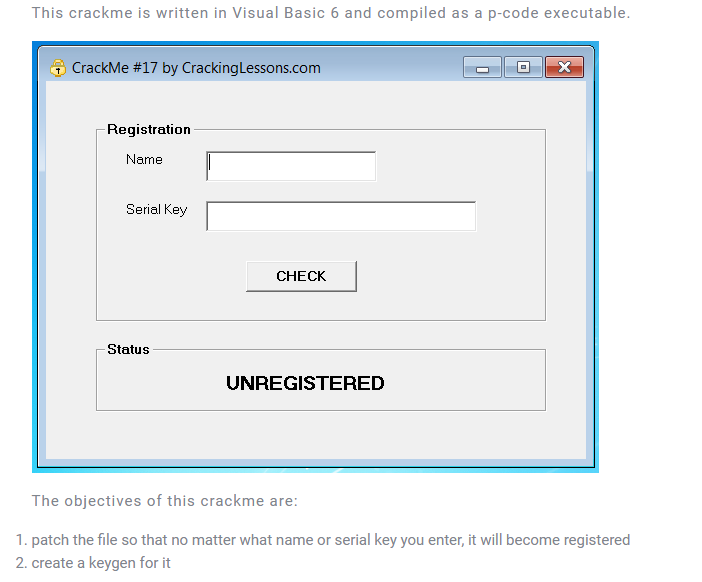 This crackme is written in Visual Basic 6 and compiled as a p-code executable.
CrackMe #17 by CrackingLessons.com
Registration
Name
Serial Key
CHECK
Status
UNREGISTERED
The objectives of this crackme are:
1. patch the file so that no matter what name or serial key you enter, it will become registered
2. create a keygen for it